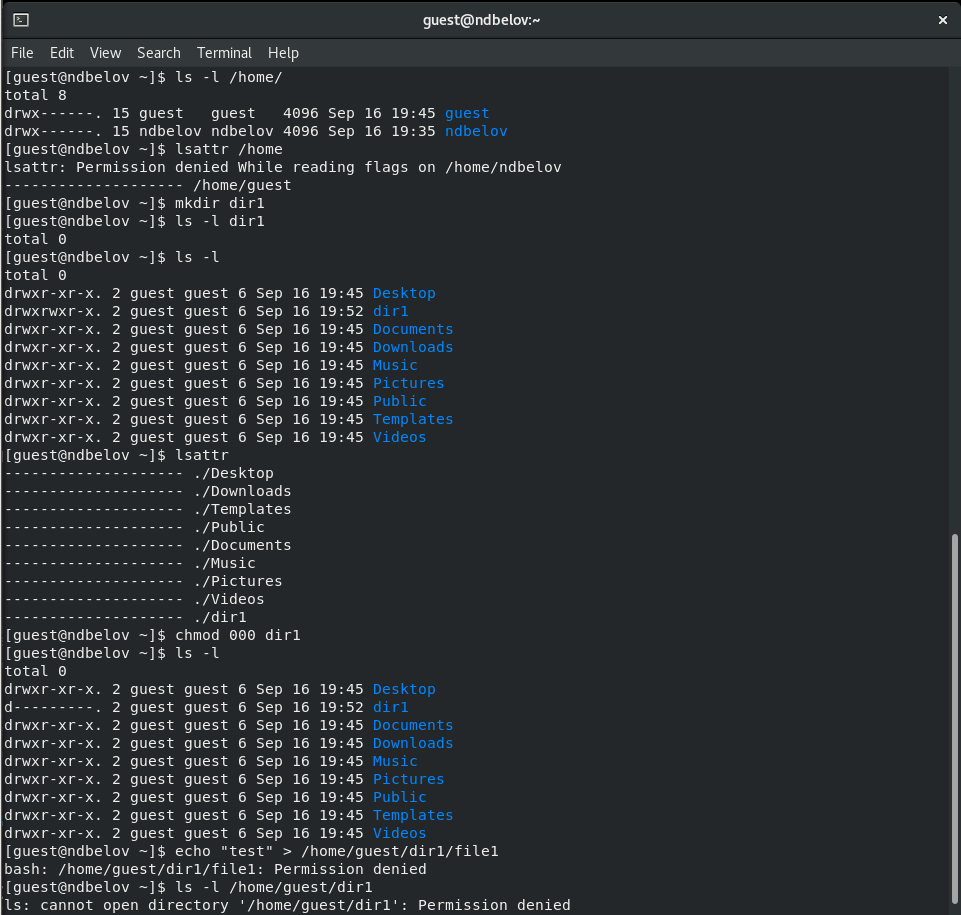 guest@ndbelov:~
File Edit View Search Terminal Help
[guest@ndbelov ~]$ ls -l /home/
total 8
drwx------. 15 guest   guest   4096 Sep 16 19:45 guest
drwx------. 15 ndbelov ndbelov 4096 Sep 16 19:35 ndbelov
[guest@ndbelov ~]$ lsattr /home
lsattr: Permission denied While reading flags on /home/ndbelov
-------------------- /home/guest
[guest@ndbelov ~]$ mkdir dir1
[guest@ndbelov ~]$ ls -l dir1
total 0
[guest@ndbelov ~]$ ls -l
total 0
drwxr-xr-x. 2 guest guest 6 Sep 16 19:45 Desktop
drwxrwxr-x. 2 guest guest 6 Sep 16 19:52 dir1
drwxr-xr-x. 2 guest guest 6 Sep 16 19:45 Documents
drwxr-xr-x. 2 guest guest 6 Sep 16 19:45 Downloads
drwxr-xr-x. 2 guest guest 6 Sep 16 19:45 Music
drwxr-xr-x. 2 guest guest 6 Sep 16 19:45 Pictures
drwxr-xr-x. 2 guest guest 6 Sep 16 19:45 Public
drwxr-xr-x. 2 guest guest 6 Sep 16 19:45 Templates
drwxr-xr-x. 2 guest guest 6 Sep 16 19:45 Videos
[guest@ndbelov ~]$ lsattr
-------------------- ./Desktop
-------------------- ./Downloads
-------------------- ./Templates
-------------------- ./Public
-------------------- ./Documents
-------------------- ./Music
-------------------- ./Pictures
-------------------- ./Videos
-------------------- ./dir1
[guest@ndbelov ~]$ chmod 000 dir1
[guest@ndbelov ~]$ ls -l
total 0
drwxr-xr-x. 2 guest guest 6 Sep 16 19:45 Desktop
d---------. 2 guest guest 6 Sep 16 19:52 dir1
drwxr-xr-x. 2 guest guest 6 Sep 16 19:45 Documents
drwxr-xr-x. 2 guest guest 6 Sep 16 19:45 Downloads
drwxr-xr-x. 2 guest guest 6 Sep 16 19:45 Music
drwxr-xr-x. 2 guest guest 6 Sep 16 19:45 Pictures
drwxr-xr-x. 2 guest guest 6 Sep 16 19:45 Public
drwxr-xr-x. 2 guest guest 6 Sep 16 19:45 Templates
drwxr-xr-x. 2 guest guest 6 Sep 16 19:45 Videos
[guest@ndbelov ~]$ echo "test" > /home/guest/dir1/file1
bash: /home/guest/dir1/file1: Permission denied
[guest@ndbelov ~]$ ls -l /home/guest/dir1
ls: cannot open directory '/home/guest/dir1': Permission denied